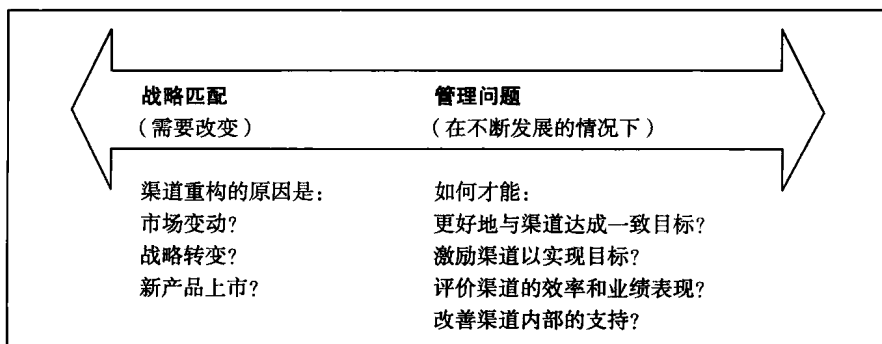 战略匹配
（需要改变）
管理问题
（在不断发展的情况下）
渠道重构的原因是：
市场变动？
战略转变？
新产品上市？
如何才能：
更好地与渠道达成一致目标？
激励渠道以实现目标？
评价渠道的效率和业绩表现？
改善渠道内部的支持？